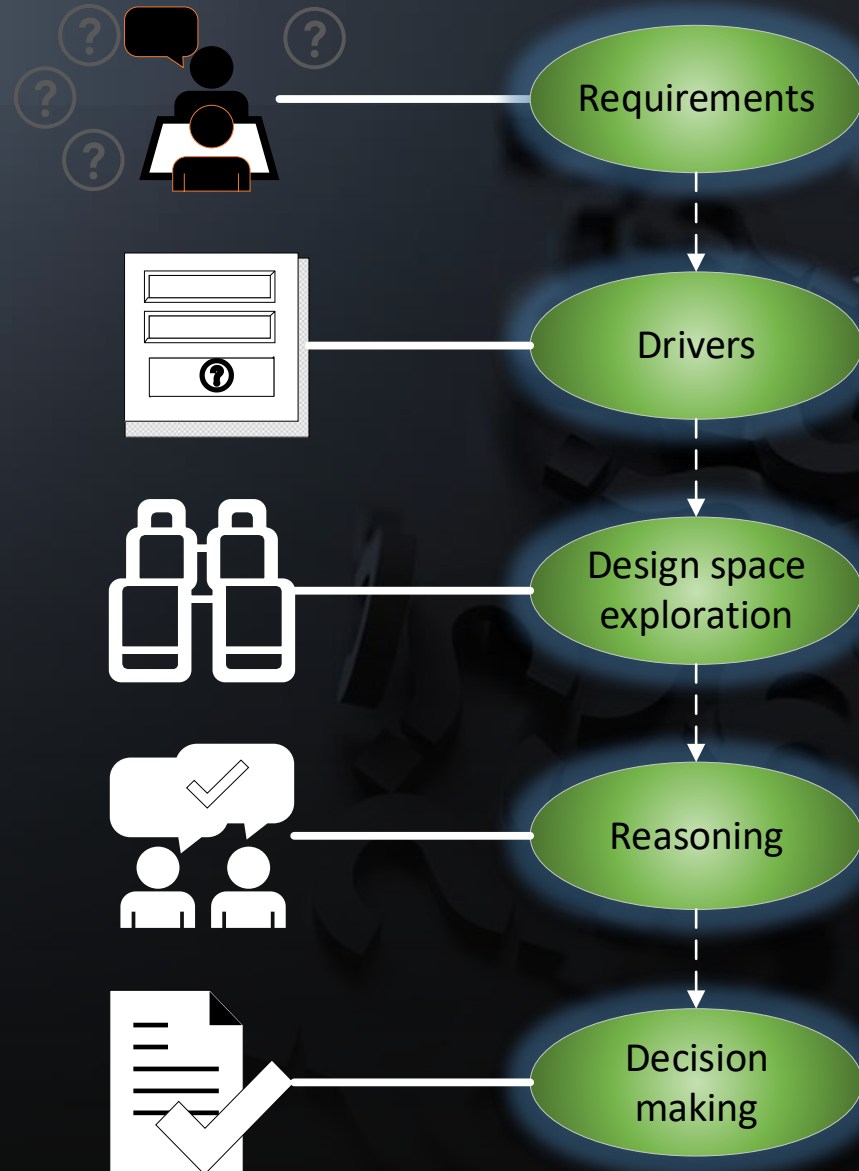 ?
?
?
?
Requirements
Drivers
?
Design space
exploration
Reasoning
Decision
making